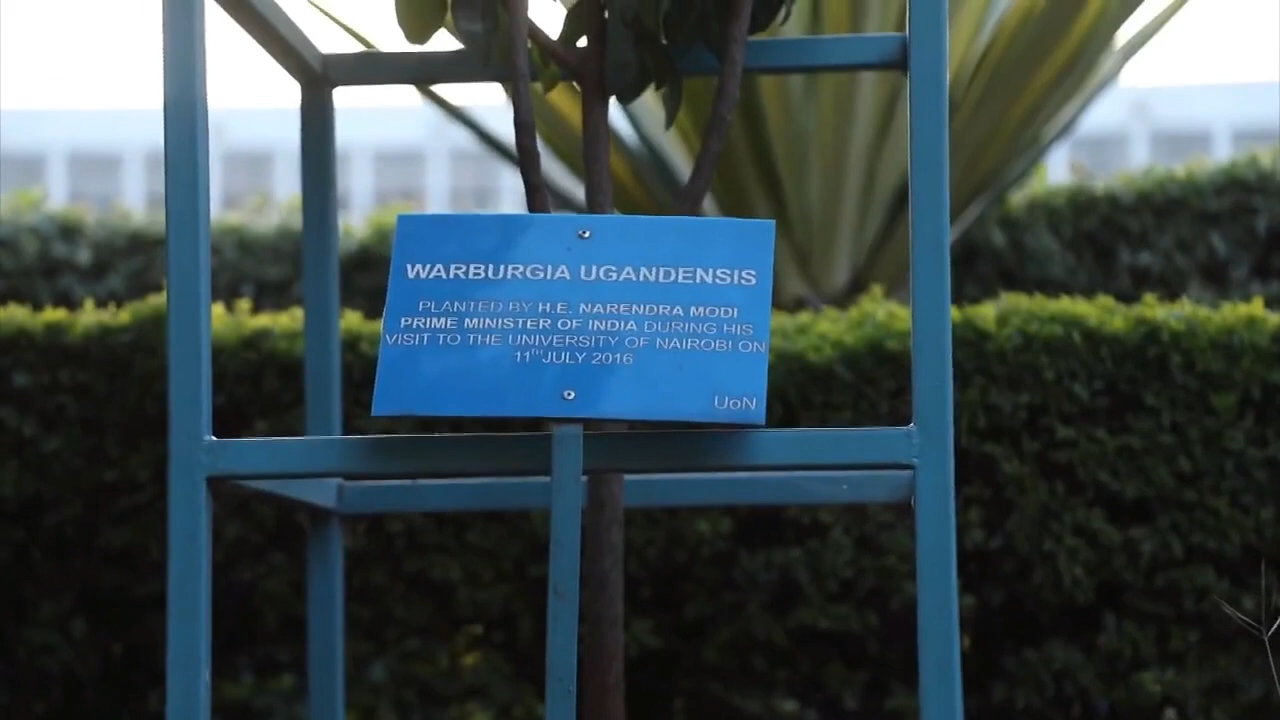 WARBURGIA UGANDENSIS
PLANTED BY H.E. NARENDRA MODI
PRIME MINISTER OF INDIA DURING HIS
VISIT TO THE UNIVERSITY OF NAIROBI ON
11TH JULY 2016
UoN